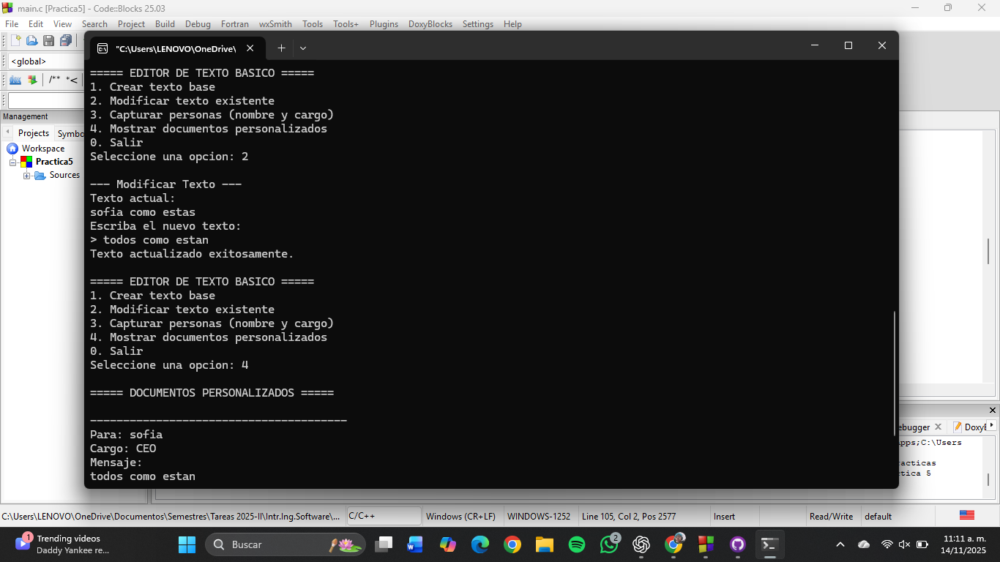 main.c [Practica5] - Code::Blocks 25.03
File Edit View Search Project Build Debug Fortran wxSmith Tools Tools+ Plugins DoxyBlocks Settings Help
"C:\Users\LENOVO\OneDrive\
<global>
/** *<
Management
Projects Symbo
Workspace
Practica5
Sources
===== EDITOR DE TEXTO BASICO =====
1. Crear texto base
2. Modificar texto existente
3. Capturar personas (nombre y cargo)
4. Mostrar documentos personalizados
0. Salir
Seleccione una opcion: 2
--- Modificar Texto ---
Texto actual:
sofia como estas
Escriba el nuevo texto:
> todos como estan
Texto actualizado exitosamente.
===== EDITOR DE TEXTO BASICO =====
1. Crear texto base
2. Modificar texto existente
3. Capturar personas (nombre y cargo)
4. Mostrar documentos personalizados
0. Salir
Seleccione una opcion: 4
===== DOCUMENTOS PERSONALIZADOS =====
---------------------------------------
Para: sofia
Cargo: CEO
Mensaje:
todos como estan
ebugger DoxyB
pps;C:\Users
racticas
tica 5
C:\Users\LENOVO\OneDrive\Documentos\Semestres\Tareas 2025-II\Intr.Ing.Software\... C/C++ Windows (CR+LF) WINDOWS-1252 Line 105, Col 2, Pos 2577 Insert Read/Write default
1
Trending videos
Daddy Yankee re...
Buscar
2
11:11 a. m.
14/11/2025